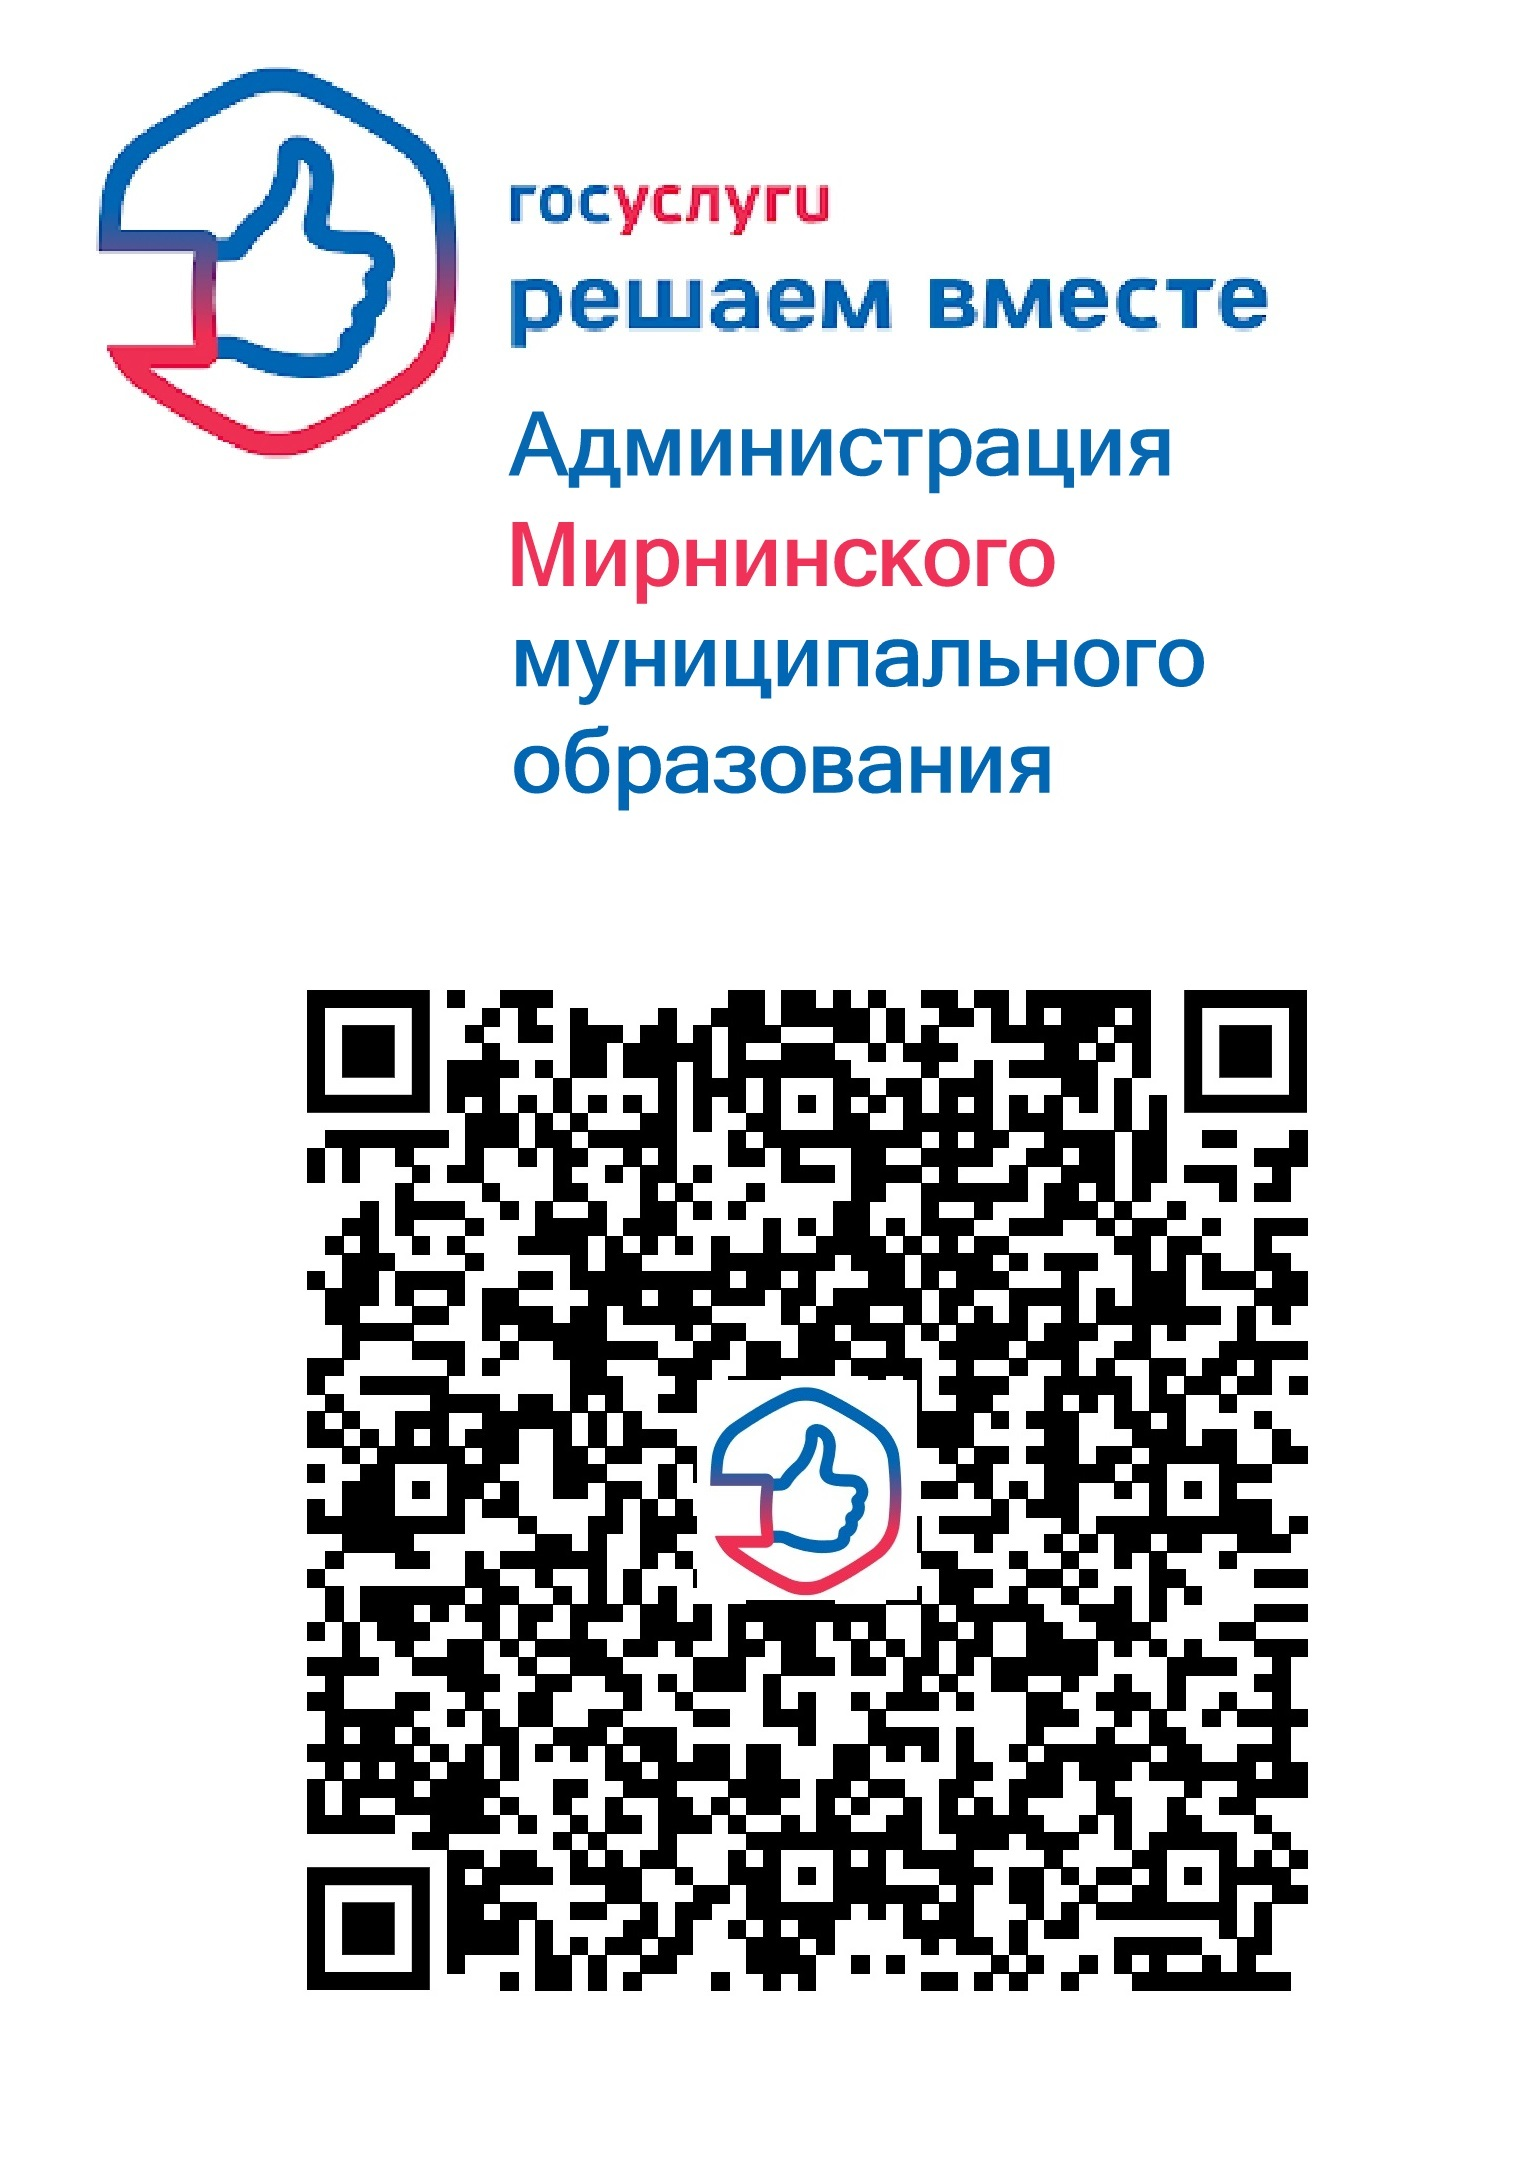 госуслуги
решаем вместе
Администрация
Мирнинского
муниципального
образования